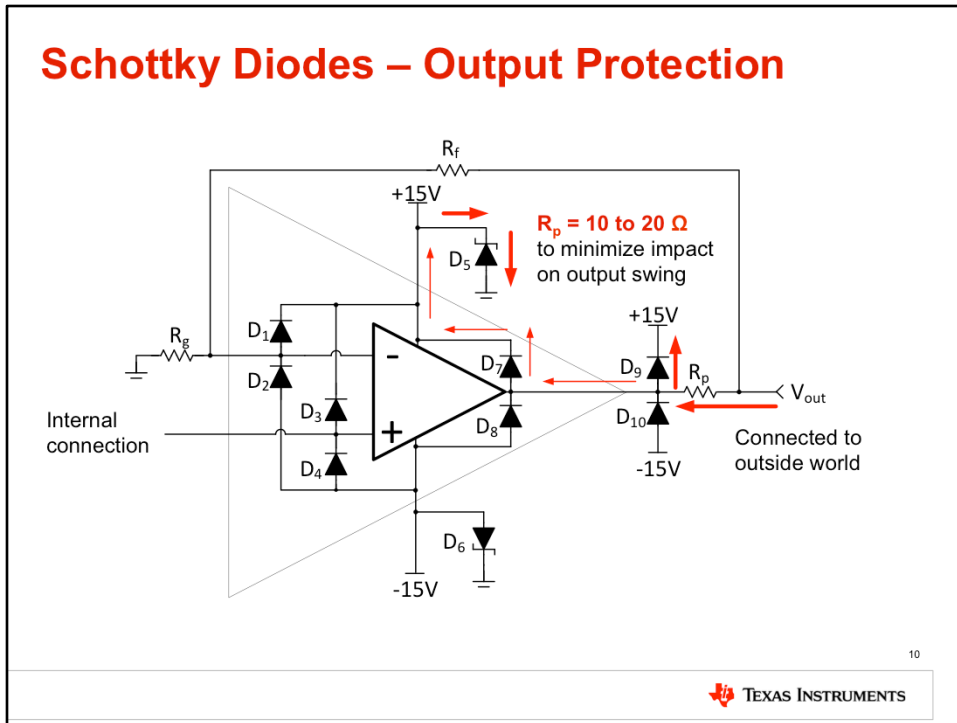 Schottky Diodes – Output Protection
Rf
+15V
Rp = 10 to 20 Ω
to minimize impact
on output swing
D5
+15V
D1
Rg
-
D7
D9
Rp
D2
Vout
D3
D8
D10
Internal
connection
+
Connected to
outside world
D4
-15V
D6
-15V
10
TEXAS INSTRUMENTS